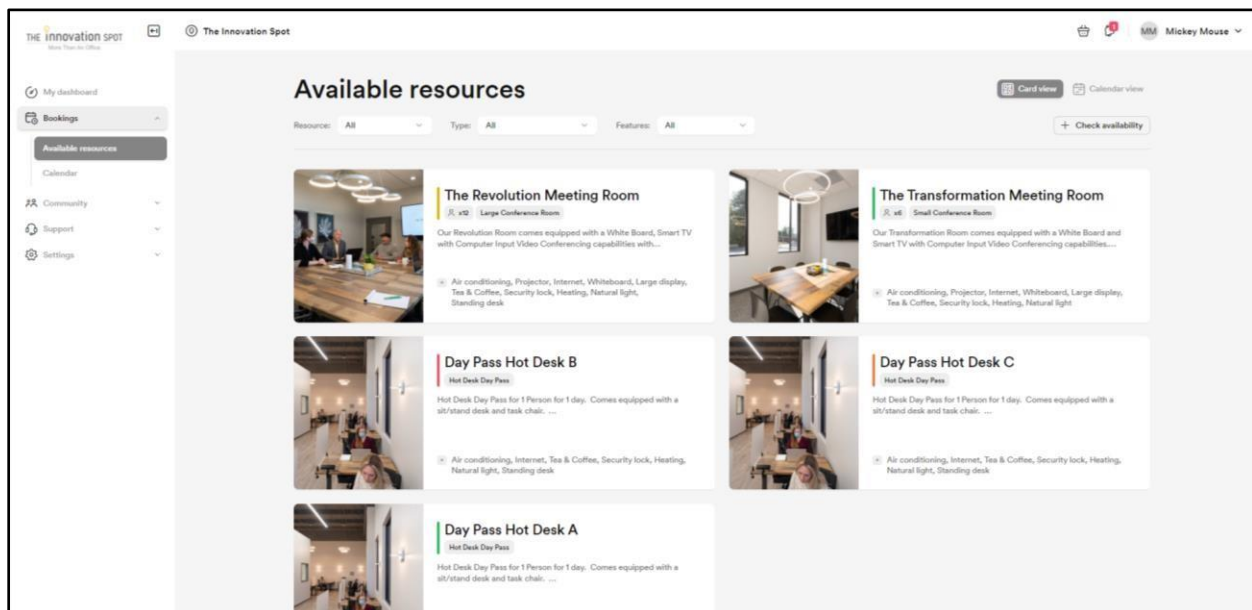 THE innovation SPOT
More Than An Office
The Innovation Spot
1
MM Mickey Mouse
My dashboard
Bookings
Available resources
Calendar
Community
Support
Settings
Available resources
Card view
Calendar view
Resource: All
Type: All
Features: All
+ Check availability
The Revolution Meeting Room
x12 Large Conference Room
Our Revolution Room comes equipped with a White Board, Smart TV
with Computer Input Video Conferencing capabilities with...
Air conditioning, Projector, Internet, Whiteboard, Large display,
Tea & Coffee, Security lock, Heating, Natural light,
Standing desk
The Transformation Meeting Room
x6 Small Conference Room
Our Transformation Room comes equipped with a White Board and
Smart TV with Computer Input Video Conferencing capabilities....
Air conditioning, Projector, Internet, Whiteboard, Large display,
Tea & Coffee, Security lock, Heating, Natural light
Day Pass Hot Desk B
Hot Desk Day Pass
Hot Desk Day Pass for 1 Person for 1 day. Comes equipped with a
sit/stand desk and task chair. ...
Air conditioning, Internet, Tea & Coffee, Security lock, Heating,
Natural light, Standing desk
Day Pass Hot Desk C
Hot Desk Day Pass
Hot Desk Day Pass for 1 Person for 1 day. Comes equipped with a
sit/stand desk and task chair. ...
Air conditioning, Internet, Tea & Coffee, Security lock, Heating,
Natural light, Standing desk
Day Pass Hot Desk A
Hot Desk Day Pass
Hot Desk Day Pass for 1 Person for 1 day. Comes equipped with a
sit/stand desk and task chair. ...